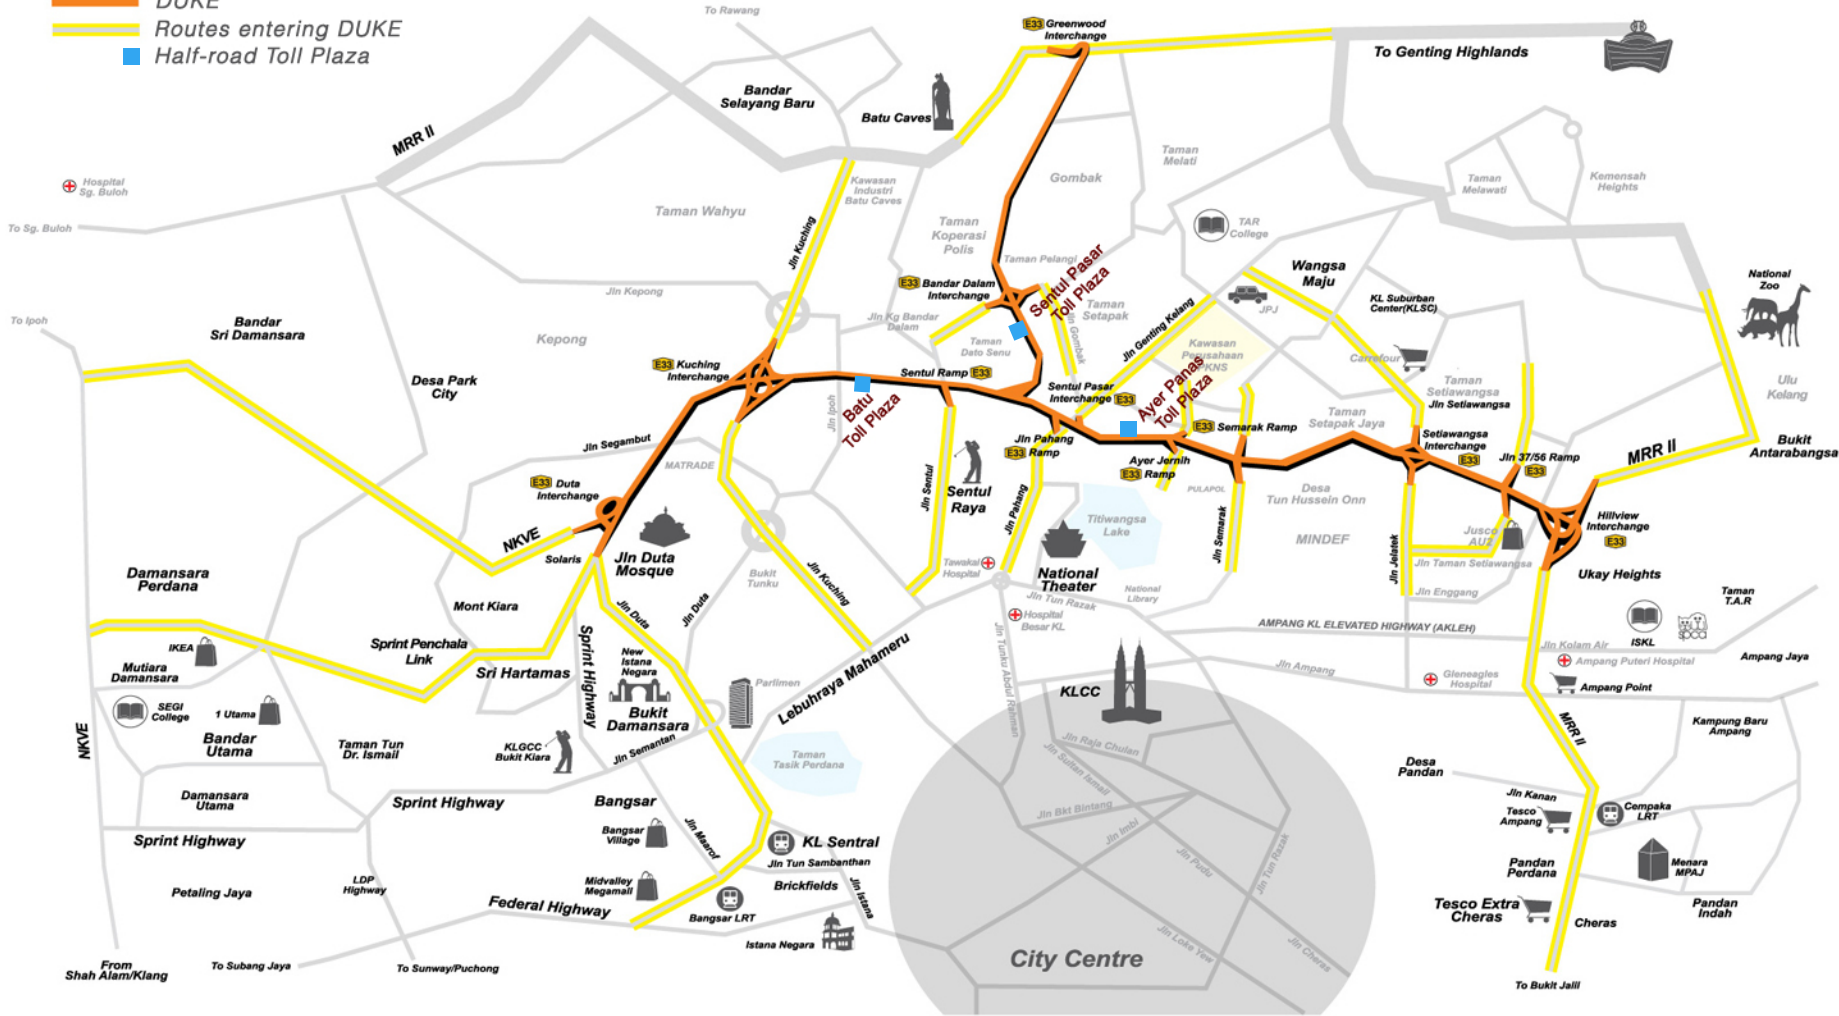 DUKE
Routes entering DUKE
Half-road Toll Plaza
To Rawang
E33
Greenwood
Interchange
To Genting Highlands
Bandar
Selayang Baru
Batu Caves
MRR II
Hospital
Sg. Buloh
To Sg. Buloh
Taman Wahyu
Kawasan
Industri
Batu Caves
Jln Kuching
Taman
Koperasi
Polis
Gombak
Taman
Melati
Taman
Melawati
Kemensah
Heights
TAR
College
Taman Pelangi
Wangsa
Maju
National
Zoo
To Ipoh
Bandar
Sri Damansara
Jln Kepong
Kepong
E33
Bandar Dalam
Interchange
Sentul Pasar
Toll Plaza
Jln Kg Bandar
Dalam
Taman
Dato Senu
Jln Gombak
Taman
Setapak
Jln Genting Kelang
JPJ
Kawasan
Perusahaan
PKNS
KL Suburban
Center(KLSC)
Carrefour
Desa Park
City
E33
Kuching
Interchange
Sentul Ramp
E33
Batu
Toll Plaza
Jln Ipoh
Sentul Pasar
Interchange
E33
Ayer Panas
Toll Plaza
Taman
Setiawangsa
Jln Setiawangsa
Ulu
Kelang
Taman
Setapak Jaya
E33
Semarak Ramp
Jln Segambut
MATRADE
Jln Pahang
E33
Ramp
Ayer Jernih
E33
Ramp
Setiawangsa
Interchange
E33
Jln 37/56 Ramp
E33
MRR II
Bukit
Antarabangsa
E33
Duta
Interchange
Jln Sentul
Sentul
Raya
Jln Pahang
PULAPOL
Desa
Tun Hussein Onn
Titiwangsa
Lake
Jln Semarak
MINDEF
Jusco
AU2
Hillview
Interchange
E33
NKVE
Solaris
Jln Duta
Mosque
Damansara
Perdana
Mont Kiara
Bukit
Tunku
Jln Kuching
Tawakal
Hospital
National
Theater
National
Library
Jln Jelatek
Jln Taman Setiawangsa
Jln Enggang
Ukay Heights
Taman
T.A.R
Jln Duta
Jln Duta
Jln Tun Razak
Hospital
Besar KL
AMPANG KL ELEVATED HIGHWAY (AKLEH)
ISKL
spca
Jln Kolam Air
IKEA
Mutiara
Damansara
Sprint Penchala
Link
Sri Hartamas
Sprint Highway
New
Istana
Negara
Bukit
Damansara
Parlimen
Lebuhraya Mahameru
Jln Tunku Abdul Rahman
KLCC
Jln Ampang
Gleneagles
Hospital
Ampang Puteri Hospital
Ampang Jaya
Ampang Point
SEGI
College
1 Utama
Bandar
Utama
NKVE
Taman Tun
Dr. Ismail
KLGCC
Bukit Kiara
Jln Semantan
Taman
Tasik Perdana
Jln Raja Chulan
Jln Sultan Ismail
MRR II
Kampung Baru
Ampang
Desa
Pandan
Damansara
Utama
Sprint Highway
Bangsar
Jln Bkt Bintang
Jln Imbi
Jln Kanan
Tesco
Ampang
Cempaka
LRT
Sprint Highway
Bangsar
Village
Jln Maarof
KL Sentral
Jln Tun Sambanthan
Jln Pudu
Jln Tun Razak
Pandan
Perdana
Menara
MPAJ
Petaling Jaya
LDP
Highway
Midvalley
Megamall
Brickfields
Jln Istana
Federal Highway
Bangsar LRT
Tesco Extra
Cheras
Cheras
Pandan
Indah
Istana Negara
City Centre
Jln Loke Yew
Jln Cheras
From
Shah Alam/Klang
To Subang Jaya
To Sunway/Puchong
To Bukit Jalil